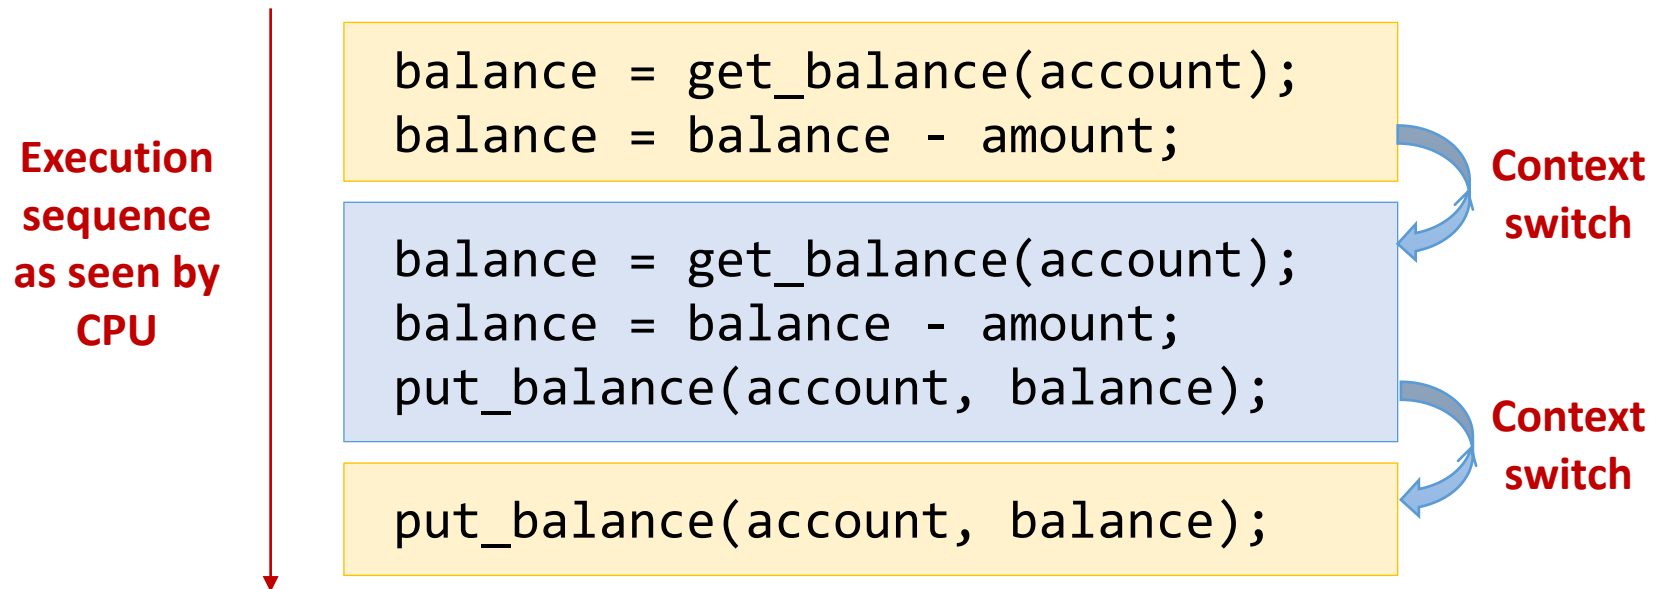 Execution
sequence
as seen by
CPU
balance = get_balance(account);
balance = balance - amount;
Context
switch
balance = get_balance(account);
balance = balance - amount;
put_balance(account, balance);
Context
switch
put_balance(account, balance);